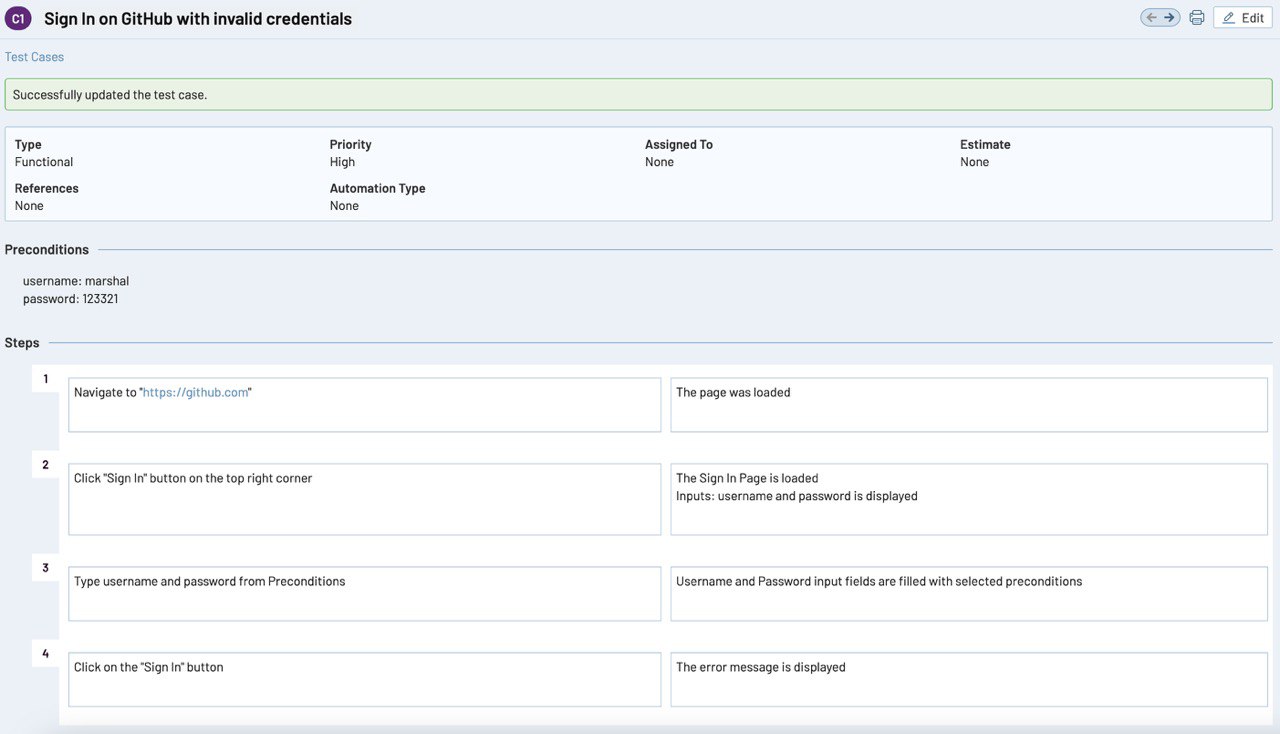 C1 Sign In on GitHub with invalid credentials
Edit
Test Cases
Successfully updated the test case.
Type
Functional
Priority
High
Assigned To
None
Estimate
None
References
None
Automation Type
None
Preconditions
username: marshal
password: 123321
Steps
1
Navigate to "https://github.com"
The page was loaded
2
Click "Sign In" button on the top right corner
The Sign In Page is loaded
Inputs: username and password is displayed
3
Type username and password from Preconditions
Username and Password input fields are filled with selected preconditions
4
Click on the "Sign In" button
The error message is displayed